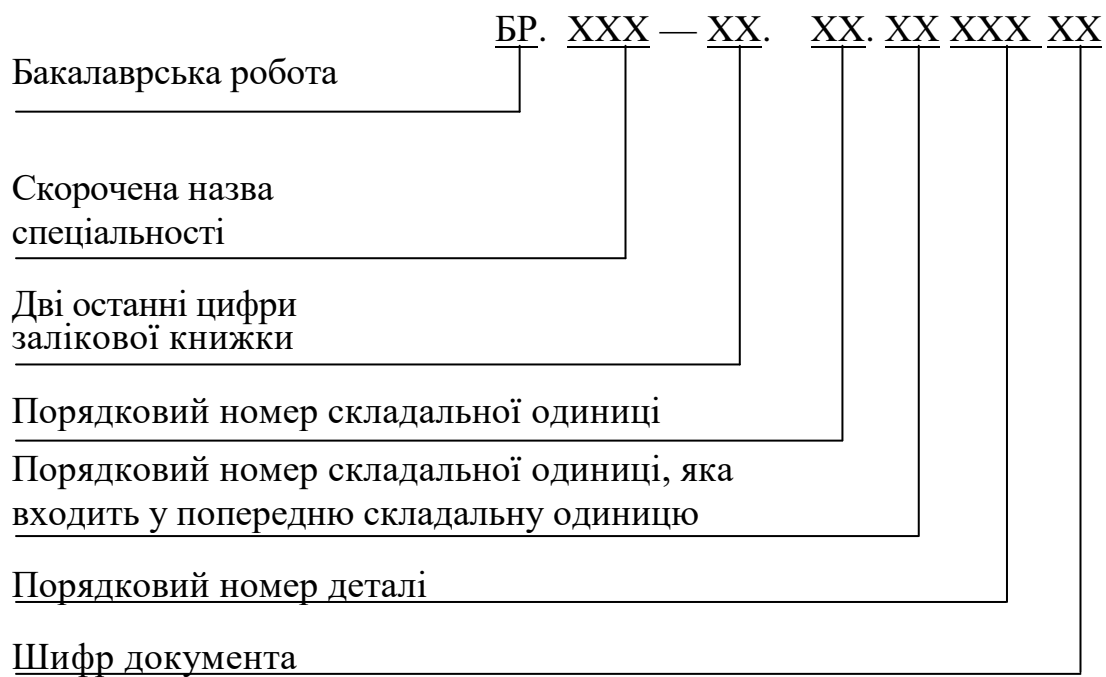 БР. ХХХ — ХХ. ХХ. ХХ ХХХ ХХ
Бакалаврська робота
Скорочена назва
спеціальності
Дві останні цифри
залікової книжки
Порядковий номер складальної одиниці
Порядковий номер складальної одиниці, яка
входить у попередню складальну одиницю
Порядковий номер деталі
Шифр документа